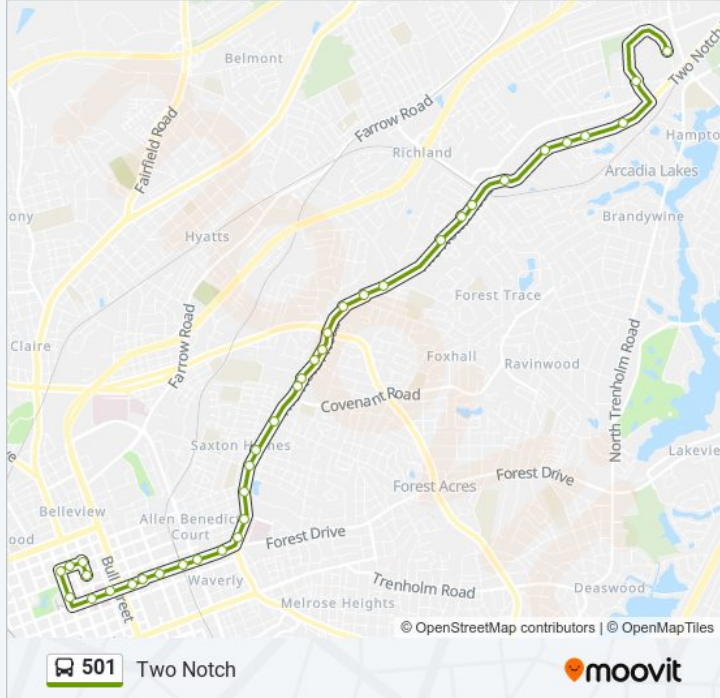 Two Notch
Belmont
Farrow Road
Fairfield Road
Richland
Hampto
Arcadia Lakes
ony
Brandywine
Hyatts
Forest Trace
Claire
Farrow Road
Foxhall
Ravinwood
North Trenholm Road
Covenant Road
Saxton Homes
Lakevie
Forest Drive
Forest Acres
Belleview
Allen Benedict
Court
ood
Forest Drive
Bull Street
Waverly
Trenholm Road
Deaswood
Melrose Heights
© OpenStreetMap contributors | © OpenMapTiles
501 Two Notch
moovit